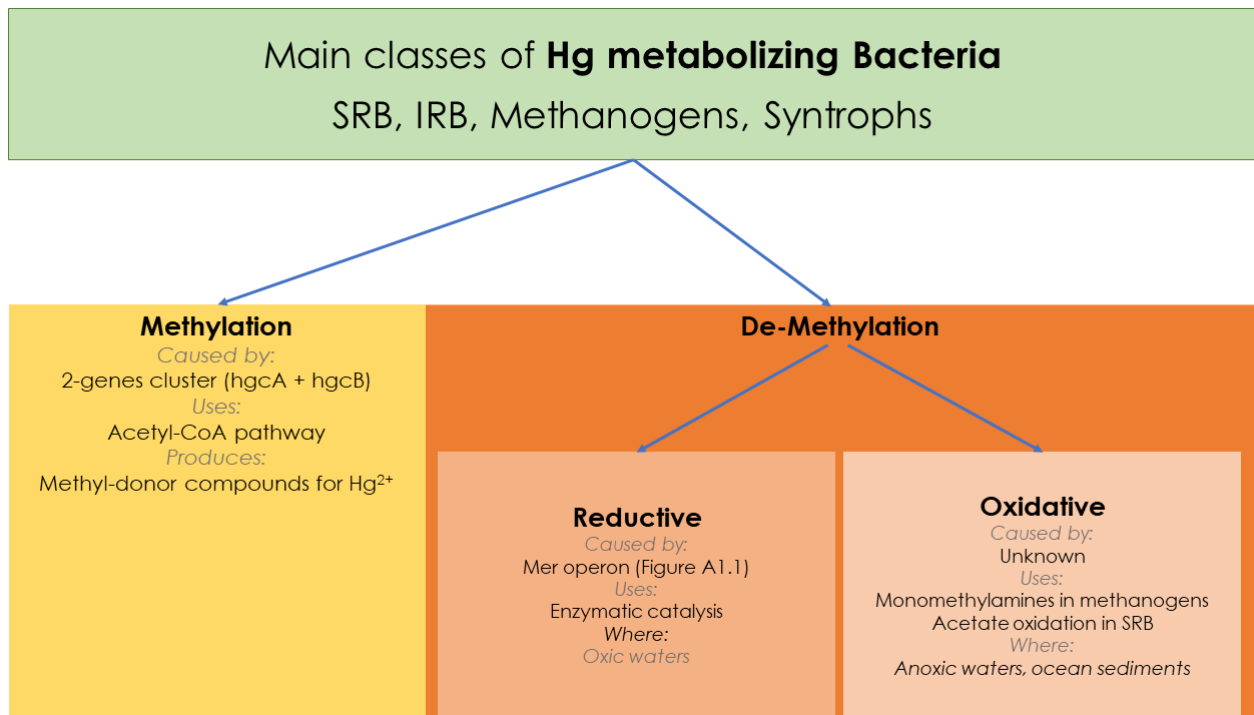 Main classes of Hg metabolizing Bacteria
SRB, IRB, Methanogens, Syntrophs
Methylation
Caused by:
2-genes cluster (hgcA + hgcB)
Uses:
Acetyl-CoA pathway
Produces:
Methyl-donor compounds for Hg²⁺
De-Methylation
Reductive
Caused by:
Mer operon (Figure A1.1)
Uses:
Enzymatic catalysis
Where:
Oxic waters
Oxidative
Caused by:
Unknown
Uses:
Monomethylamines in methanogens
Acetate oxidation in SRB
Where:
Anoxic waters, ocean sediments